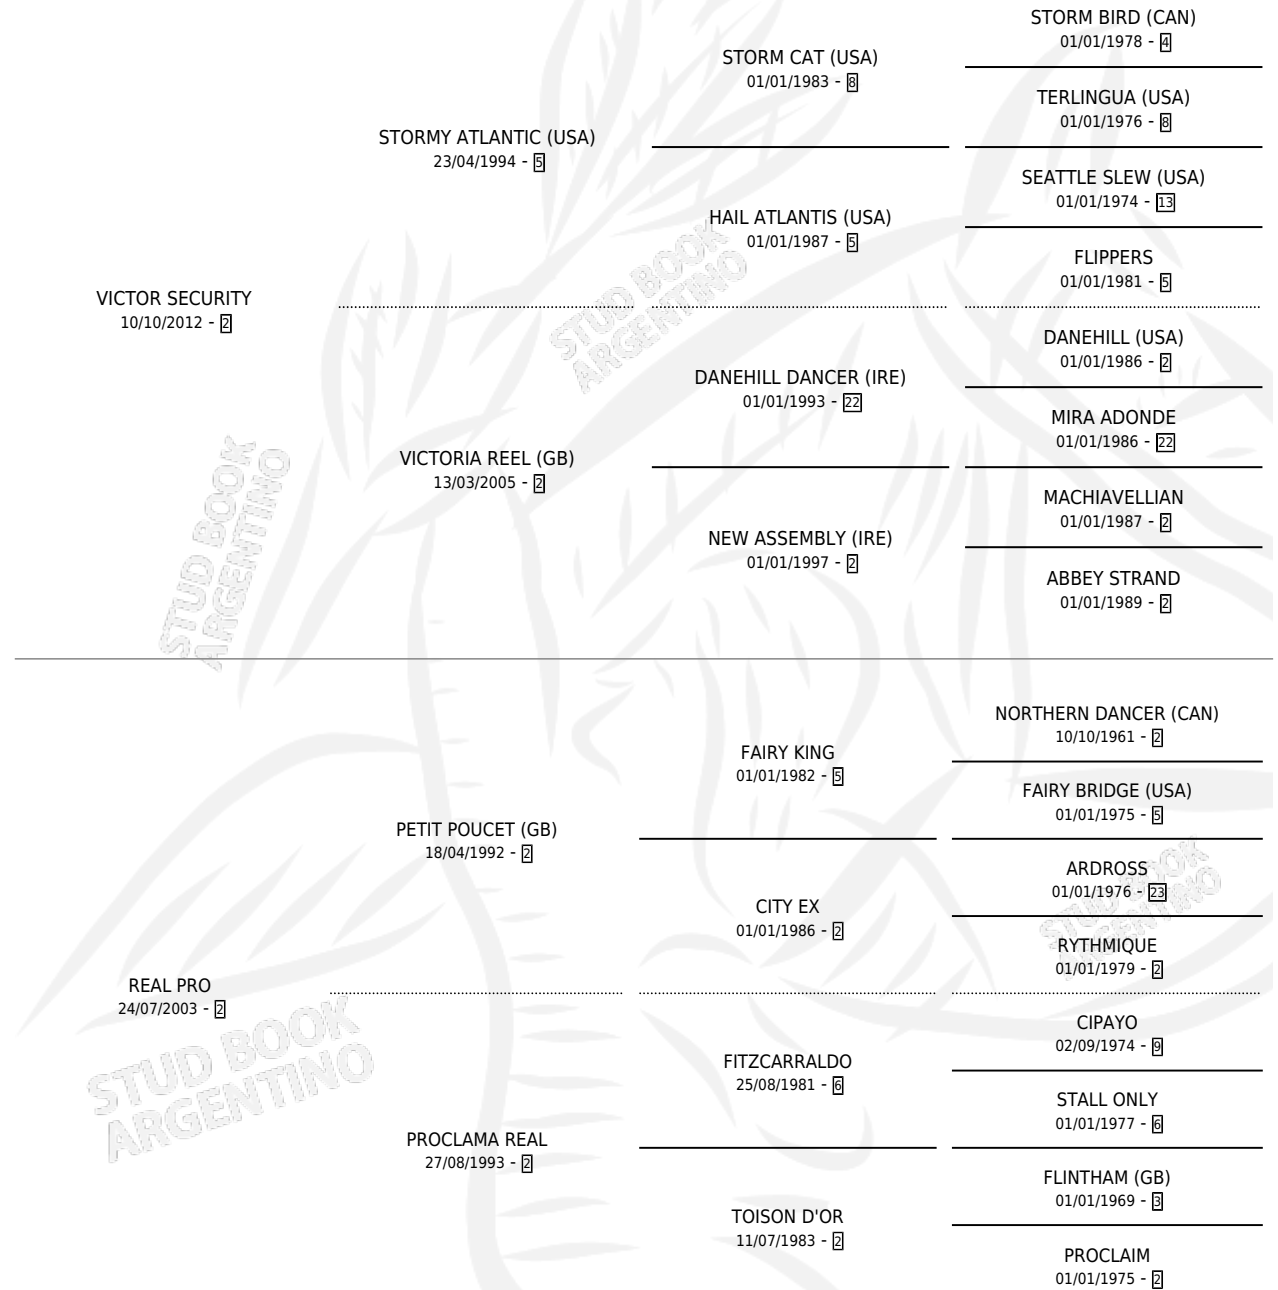 STORM BIRD (CAN)
01/01/1978 - 4
STORM CAT (USA)
01/01/1983 - 8
TERLINGUA (USA)
01/01/1976 - 8
STORMY ATLANTIC (USA)
23/04/1994 - 5
SEATTLE SLEW (USA)
01/01/1974 - 13
HAIL ATLANTIS (USA)
01/01/1987 - 5
FLIPPERS
01/01/1981 - 5
VICTOR SECURITY
10/10/2012 - 2
DANEHILL (USA)
01/01/1986 - 2
DANEHILL DANCER (IRE)
01/01/1993 - 22
MIRA ADONDE
01/01/1986 - 22
VICTORIA REEL (GB)
13/03/2005 - 2
MACHIAVELLIAN
01/01/1987 - 2
NEW ASSEMBLY (IRE)
01/01/1997 - 2
ABBEY STRAND
01/01/1989 - 2
NORTHERN DANCER (CAN)
10/10/1961 - 2
FAIRY KING
01/01/1982 - 5
FAIRY BRIDGE (USA)
01/01/1975 - 5
PETIT POUCET (GB)
18/04/1992 - 2
ARDROSS
01/01/1976 - 23
CITY EX
01/01/1986 - 2
RYTHMIQUE
01/01/1979 - 2
REAL PRO
24/07/2003 - 2
CIPAYO
02/09/1974 - 9
FITZCARRALDO
25/08/1981 - 6
STALL ONLY
01/01/1977 - 6
PROCLAMA REAL
27/08/1993 - 2
FLINTHAM (GB)
01/01/1969 - 3
TOISON D'OR
11/07/1983 - 2
PROCLAIM
01/01/1975 - 2
STUD BOOK
ARGENTINO
STUD BOOK
ARGENTINO
STUD BOOK
ARGENTINO
STUD BOOK
ARGENTINO